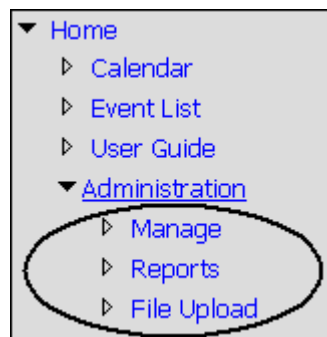 Home
Calendar
Event List
User Guide
Administration
Manage
Reports
File Upload